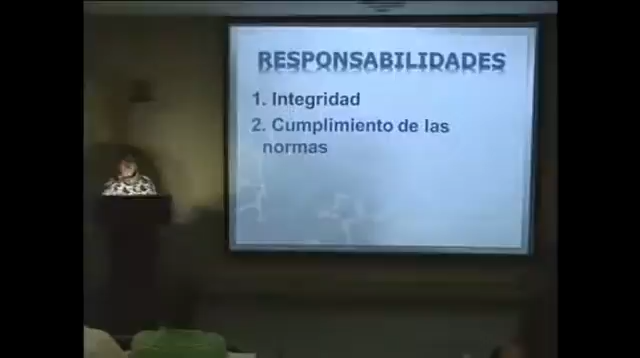 RESPONSABILIDADES
1. Integridad
2. Cumplimiento de las
normas